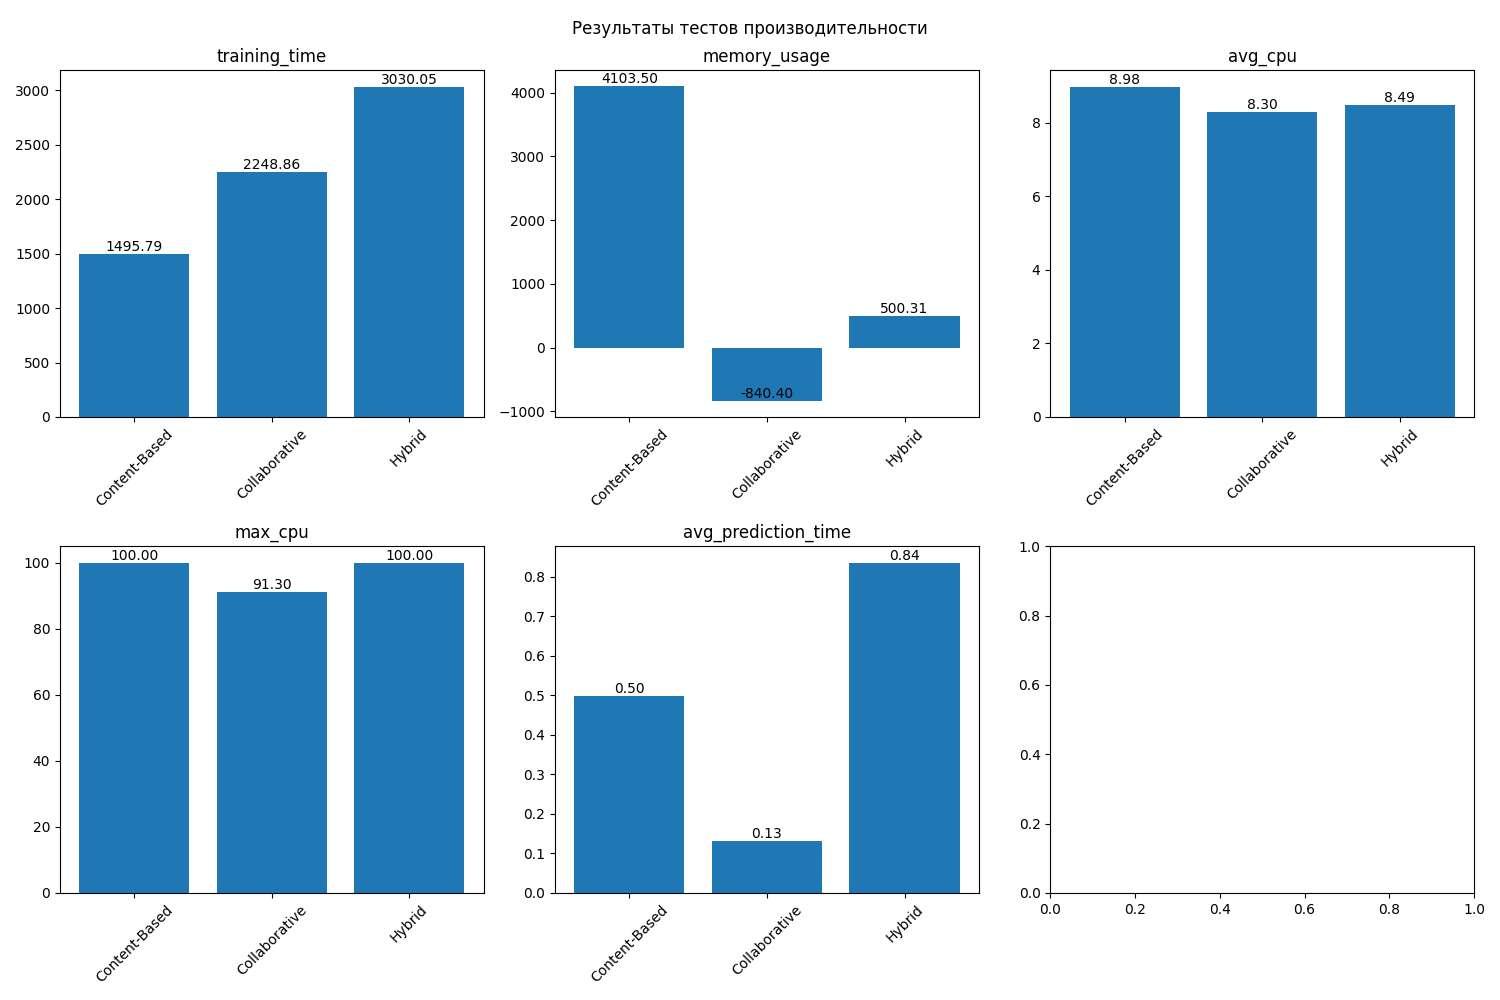 Результаты тестов производительности
training_time
3000
2500
2000
1500
1000
500
0
1495.79
2248.86
3030.05
Content-Based
Collaborative
Hybrid
memory_usage
4000
3000
2000
1000
0
−1000
4103.50
-840.40
500.31
Content-Based
Collaborative
Hybrid
avg_cpu
8
6
4
2
0
8.98
8.30
8.49
Content-Based
Collaborative
Hybrid
max_cpu
100
80
60
40
20
0
100.00
91.30
100.00
Content-Based
Collaborative
Hybrid
avg_prediction_time
0.8
0.7
0.6
0.5
0.4
0.3
0.2
0.1
0.0
0.50
0.13
0.84
Content-Based
Collaborative
Hybrid
1.0
0.8
0.6
0.4
0.2
0.0
0.0 0.2 0.4 0.6 0.8 1.0